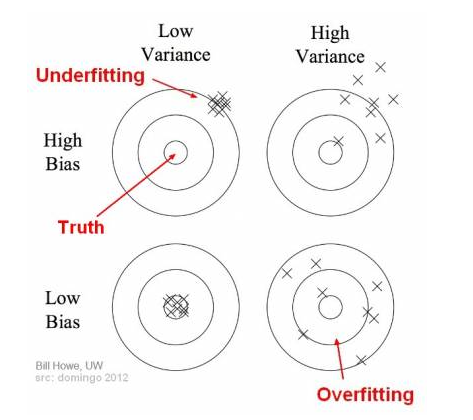 Low
Variance
High
Variance
Underfitting
High
Bias
Truth
Low
Bias
Bill Howe, UW
src: domingo 2012
Overfitting